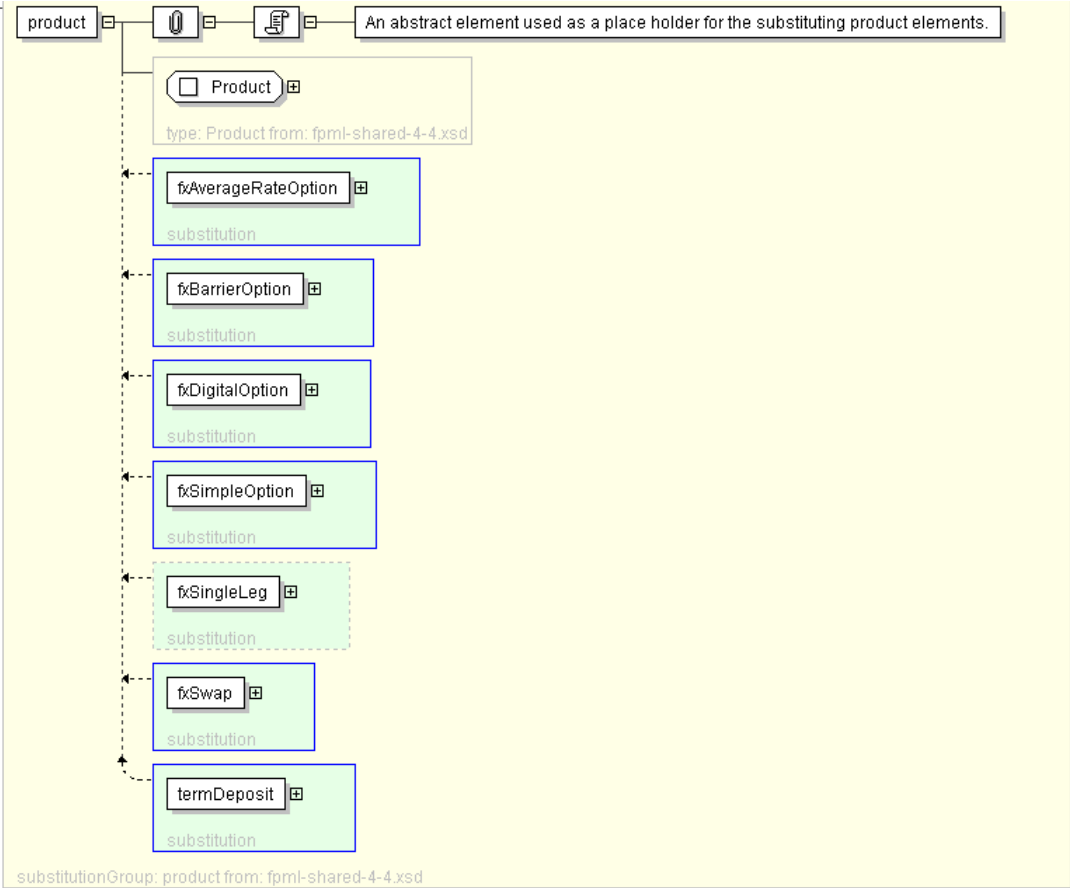 product
An abstract element used as a place holder for the substituting product elements.
Product
type: Product from: fpml-shared-4-4.xsd
fxAverageRateOption
substitution
fxBarrierOption
substitution
fxDigitalOption
substitution
fxSimpleOption
substitution
fxSingleLeg
substitution
fxSwap
substitution
termDeposit
substitution
substitutionGroup: product from: fpml-shared-4-4.xsd